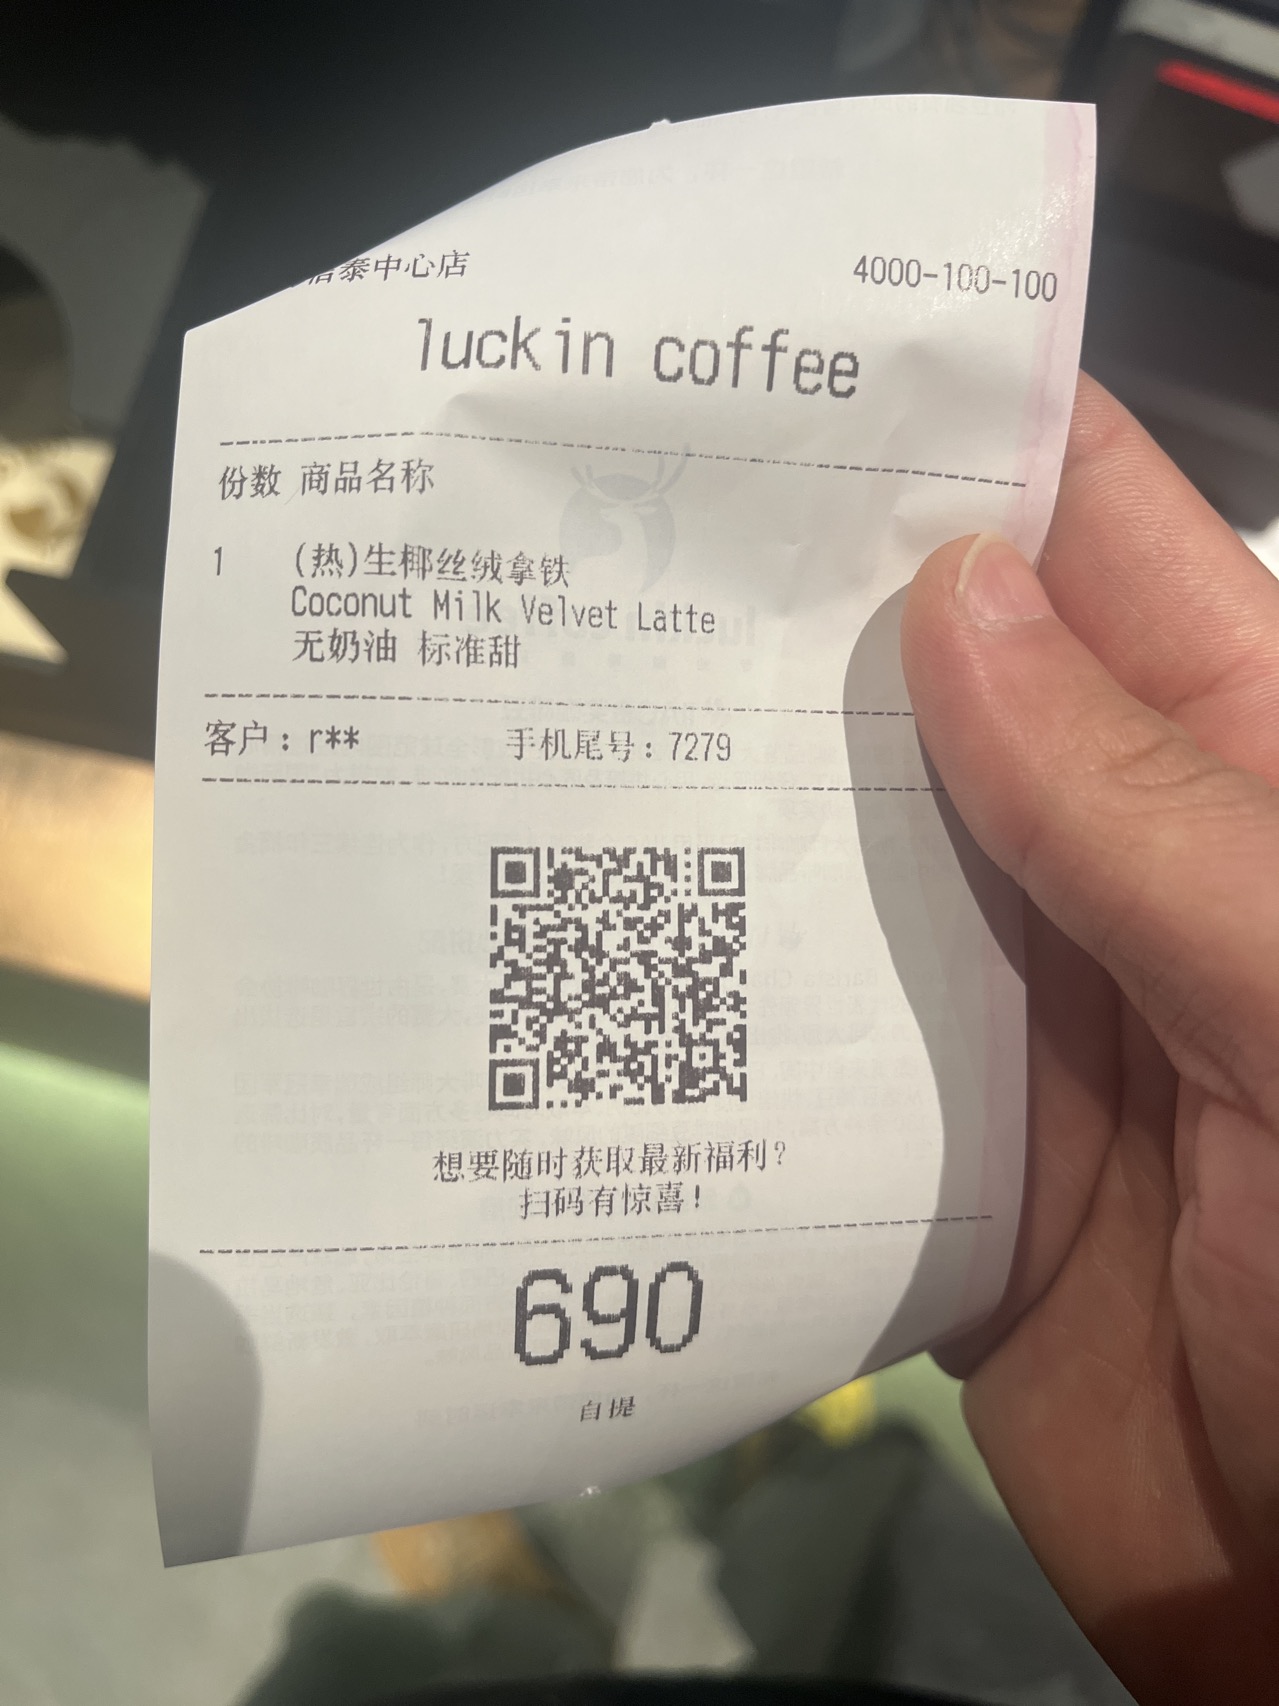 泰中心店 4000-100-100
luckin coffee
份数 商品名称
1 (热)生椰丝绒拿铁
Coconut Milk Velvet Latte
无奶油 标准甜
客户：r** 手机尾号：7279
想要随时获取最新福利？
扫码有惊喜！
690
自提